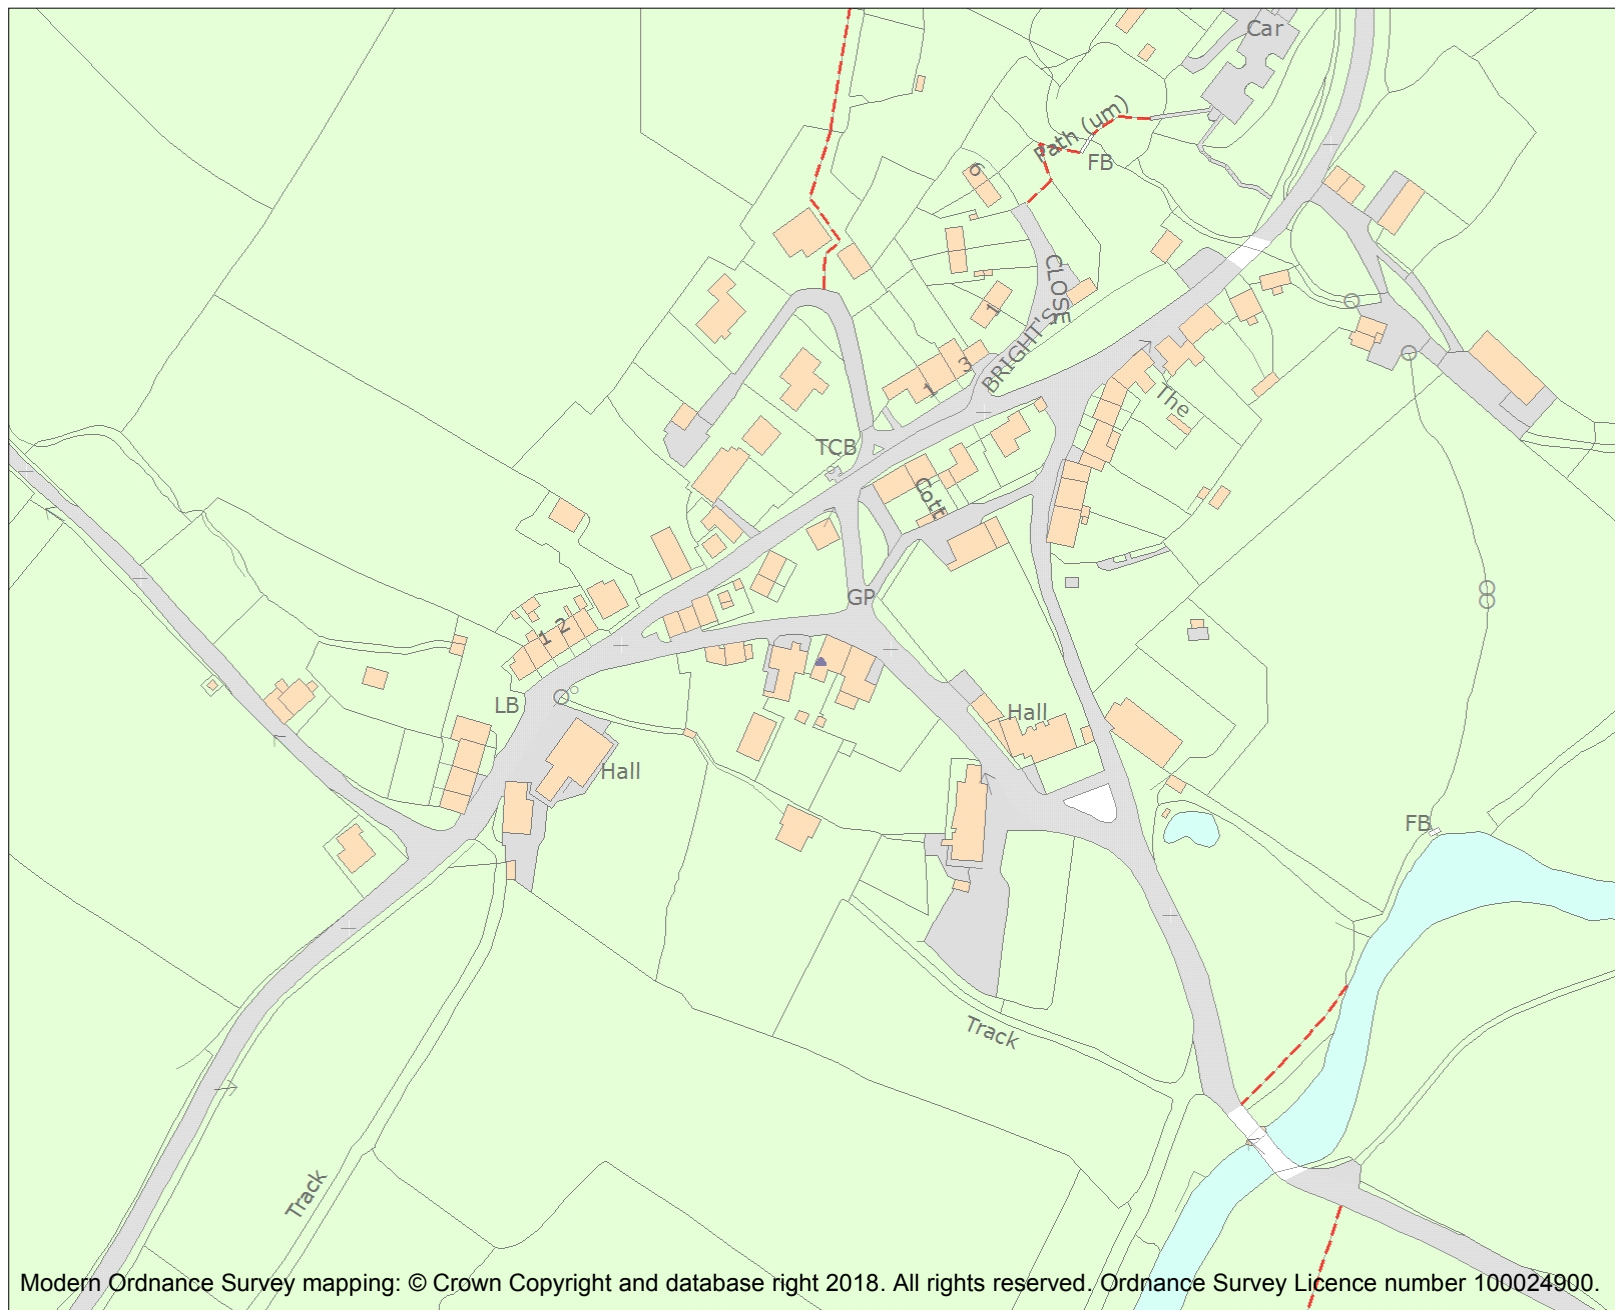 Car
Path (um)
FB
6
CLOSE
1
BRIGHT'S
3
1
The
TCB
Cott
GP
1 2
LB
Hall
Hall
FB
Track
Track
Modern Ordnance Survey mapping: © Crown Copyright and database right 2018. All rights reserved. Ordnance Survey Licence number 100024900.